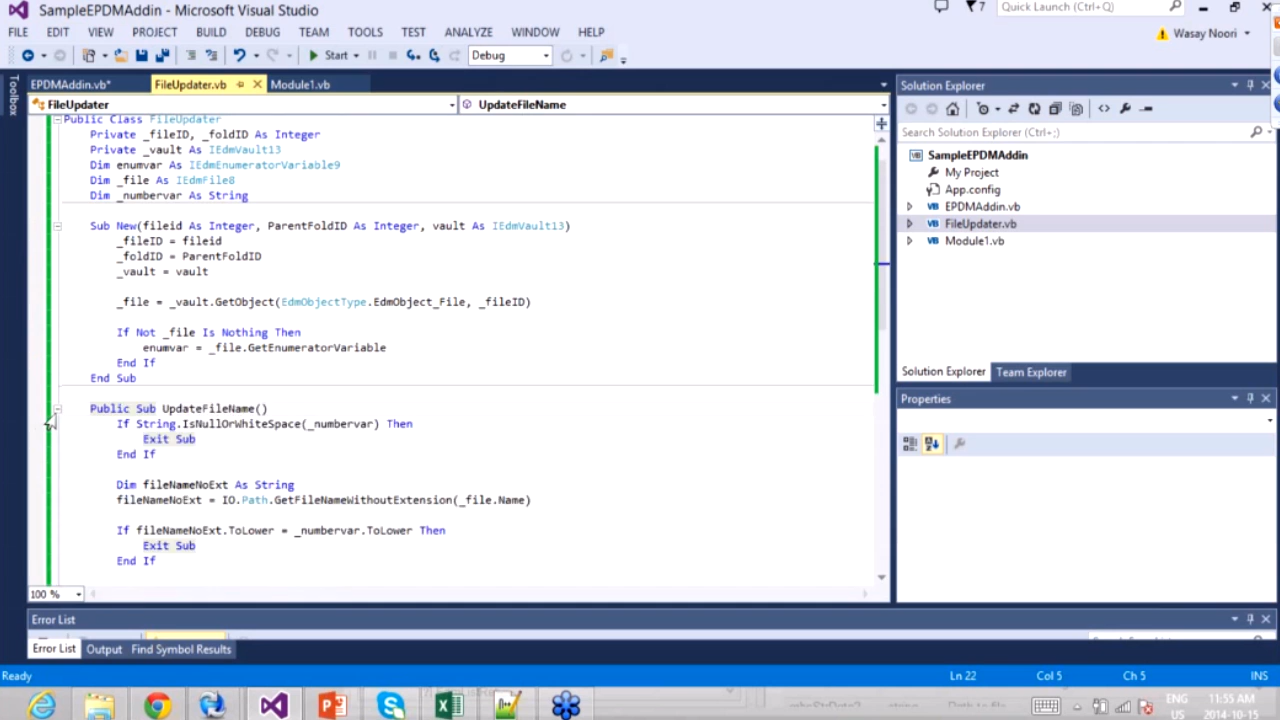 SampleEPDMAddin - Microsoft Visual Studio
7
Quick Launch (Ctrl+Q)
FILE EDIT VIEW PROJECT BUILD DEBUG TEAM TOOLS TEST ANALYZE WINDOW HELP
Wasay Noori
Start
Debug
Toolbox
EPDMAddin.vb*
FileUpdater.vb
Module1.vb
FileUpdater
UpdateFileName
Public Class FileUpdater
Private _fileID, _foldID As Integer
Private _vault As IEdmVault13
Dim enumvar As IEdmEnumeratorVariable9
Dim _file As IEdmFile8
Dim _numbervar As String
Sub New(fileid As Integer, ParentFoldID As Integer, vault As IEdmVault13)
_fileID = fileid
_foldID = ParentFoldID
_vault = vault
_file = _vault.GetObject(EdmObjectType.EdmObject_File, _fileID)
If Not _file Is Nothing Then
enumvar = _file.GetEnumeratorVariable
End If
End Sub
Public Sub UpdateFileName()
If String.IsNullOrWhiteSpace(_numbervar) Then
Exit Sub
End If
Dim fileNameNoExt As String
fileNameNoExt = IO.Path.GetFileNameWithoutExtension(_file.Name)
If fileNameNoExt.ToLower = _numbervar.ToLower Then
Exit Sub
End If
100 %
Solution Explorer
Search Solution Explorer (Ctrl+;)
SampleEPDMAddin
My Project
App.config
EPDMAddin.vb
FileUpdater.vb
Module1.vb
Solution Explorer
Team Explorer
Properties
Error List
Error List
Output
Find Symbol Results
Ready
Ln 22
Col 5
Ch 5
INS
ENG
US
11:55 AM
2014-10-15